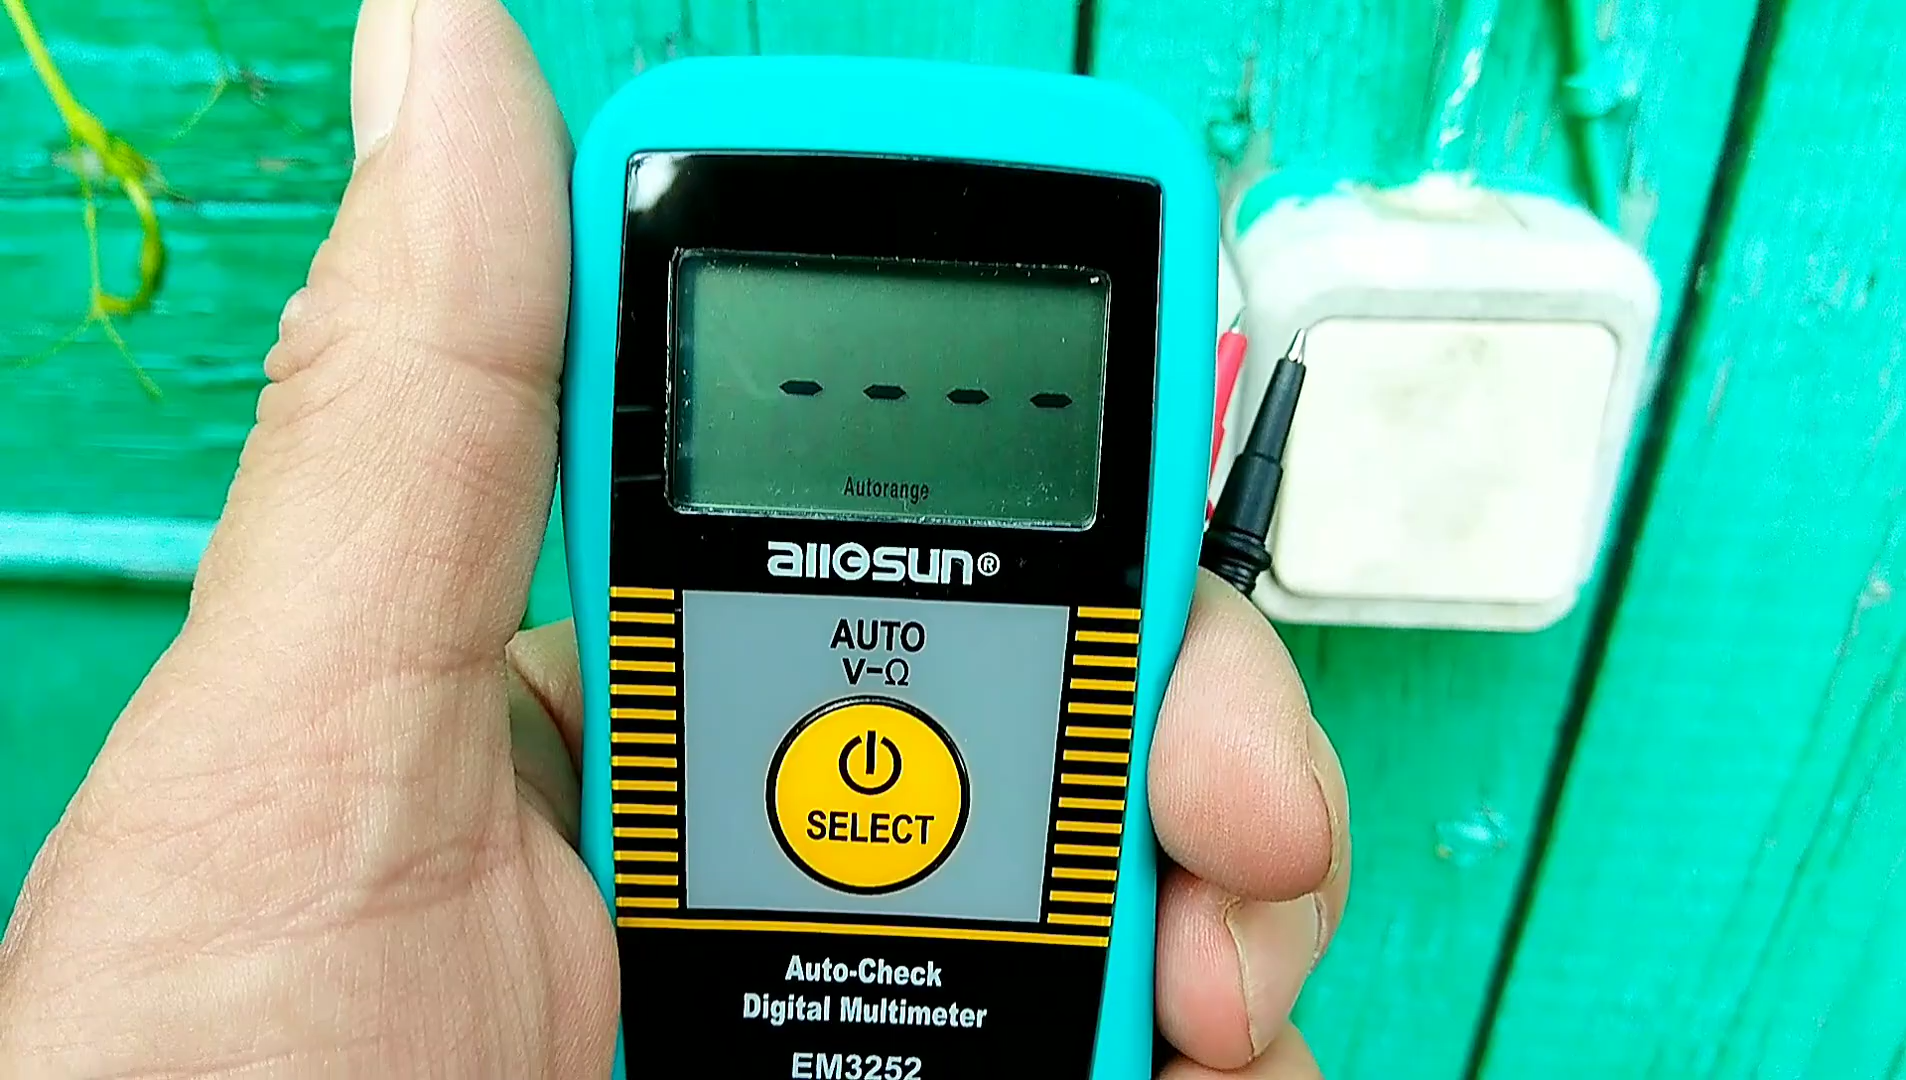 - - - -
Autorange
allosun®
AUTO
V-Ω
SELECT
Auto-Check
Digital Multimeter
EM3252